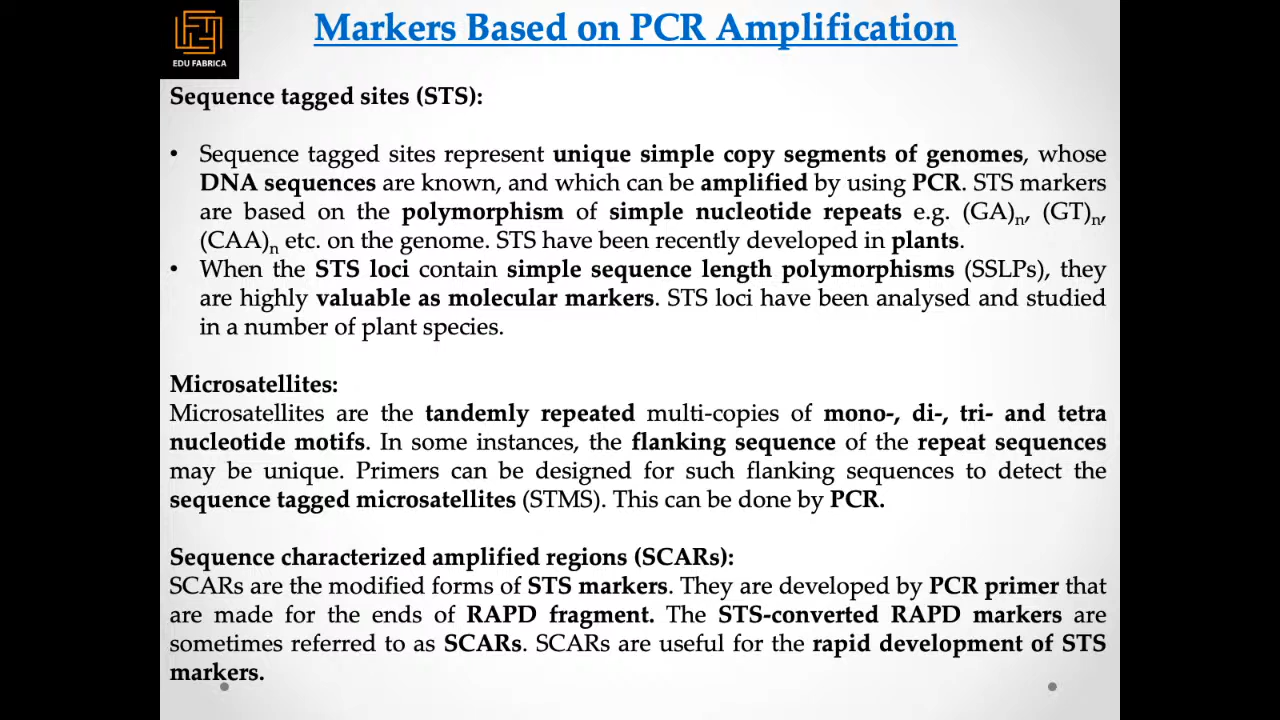 EDU FABRICA
Markers Based on PCR Amplification
Sequence tagged sites (STS):
• Sequence tagged sites represent unique simple copy segments of genomes, whose
DNA sequences are known, and which can be amplified by using PCR. STS markers
are based on the polymorphism of simple nucleotide repeats e.g. (GA)n, (GT)n,
(CAA)n etc. on the genome. STS have been recently developed in plants.
• When the STS loci contain simple sequence length polymorphisms (SSLPs), they
are highly valuable as molecular markers. STS loci have been analysed and studied
in a number of plant species.
Microsatellites:
Microsatellites are the tandemly repeated multi-copies of mono-, di-, tri- and tetra
nucleotide motifs. In some instances, the flanking sequence of the repeat sequences
may be unique. Primers can be designed for such flanking sequences to detect the
sequence tagged microsatellites (STMS). This can be done by PCR.
Sequence characterized amplified regions (SCARs):
SCARs are the modified forms of STS markers. They are developed by PCR primer that
are made for the ends of RAPD fragment. The STS-converted RAPD markers are
sometimes referred to as SCARs. SCARs are useful for the rapid development of STS
markers.